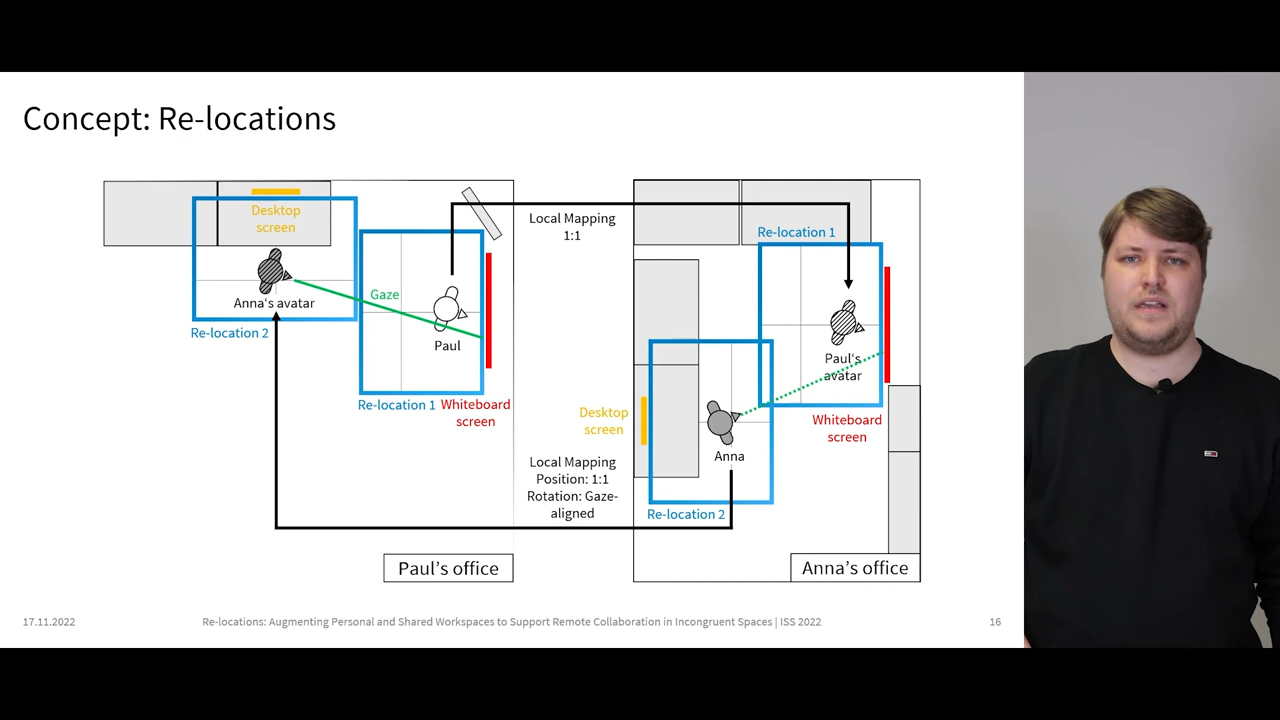 Concept: Re-locations
Desktop
screen
Anna's avatar
Re-location 2
Gaze
Paul
Re-location 1
Whiteboard
screen
Local Mapping
1:1
Re-location 1
Paul's
avatar
Whiteboard
screen
Desktop
screen
Anna
Re-location 2
Local Mapping
Position: 1:1
Rotation: Gaze-
aligned
Paul's office
Anna's office
17.11.2022
Re-locations: Augmenting Personal and Shared Workspaces to Support Remote Collaboration in Incongruent Spaces | ISS 2022
16